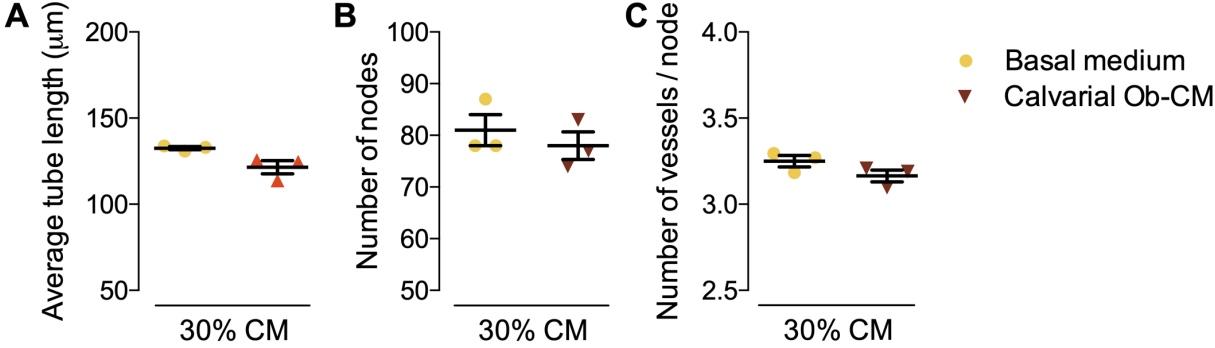 A
Average tube length (μm)
200
150
100
50
30% CM
B
Number of nodes
100
90
80
70
60
50
30% CM
C
Number of vessels / node
4.0
3.5
3.0
2.5
30% CM
Basal medium
Calvarial Ob-CM